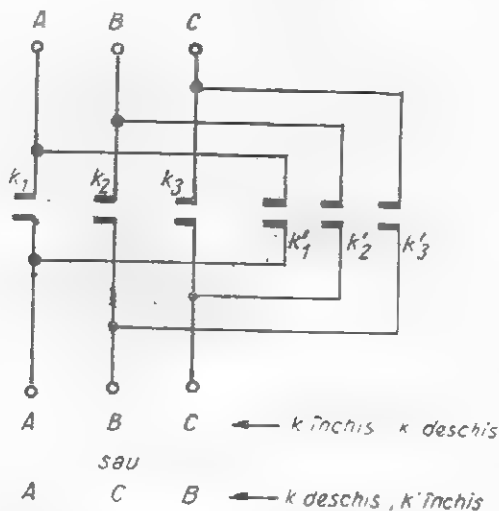 A B C
k1 k2 k3
k'1 k'2 k'3
A B C ← k închis k deschis
sau
A C B ← k deschis, k' închis